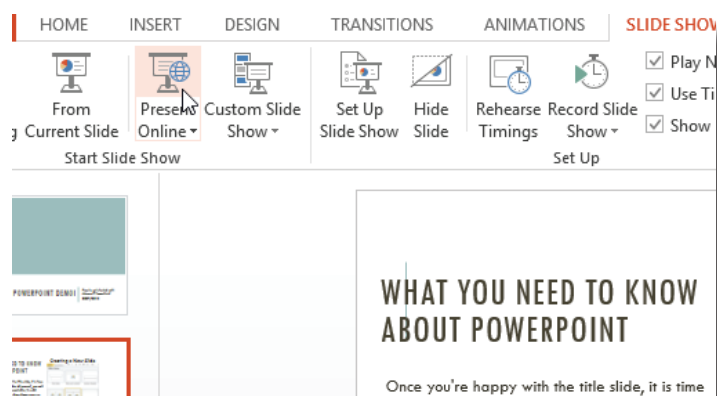 HOME INSERT DESIGN TRANSITIONS ANIMATIONS SLIDE SHOW
From Current Slide
Present Online
Custom Slide Show
Set Up Slide Show
Hide Slide
Rehearse Timings
Record Slide Show
Play N
Use Ti
Show
Start Slide Show
Set Up
POWERPOINT DEMO!
WHAT YOU NEED TO KNOW
ABOUT POWERPOINT
Creating a New Slide
Once you're happy with the title slide, it is time